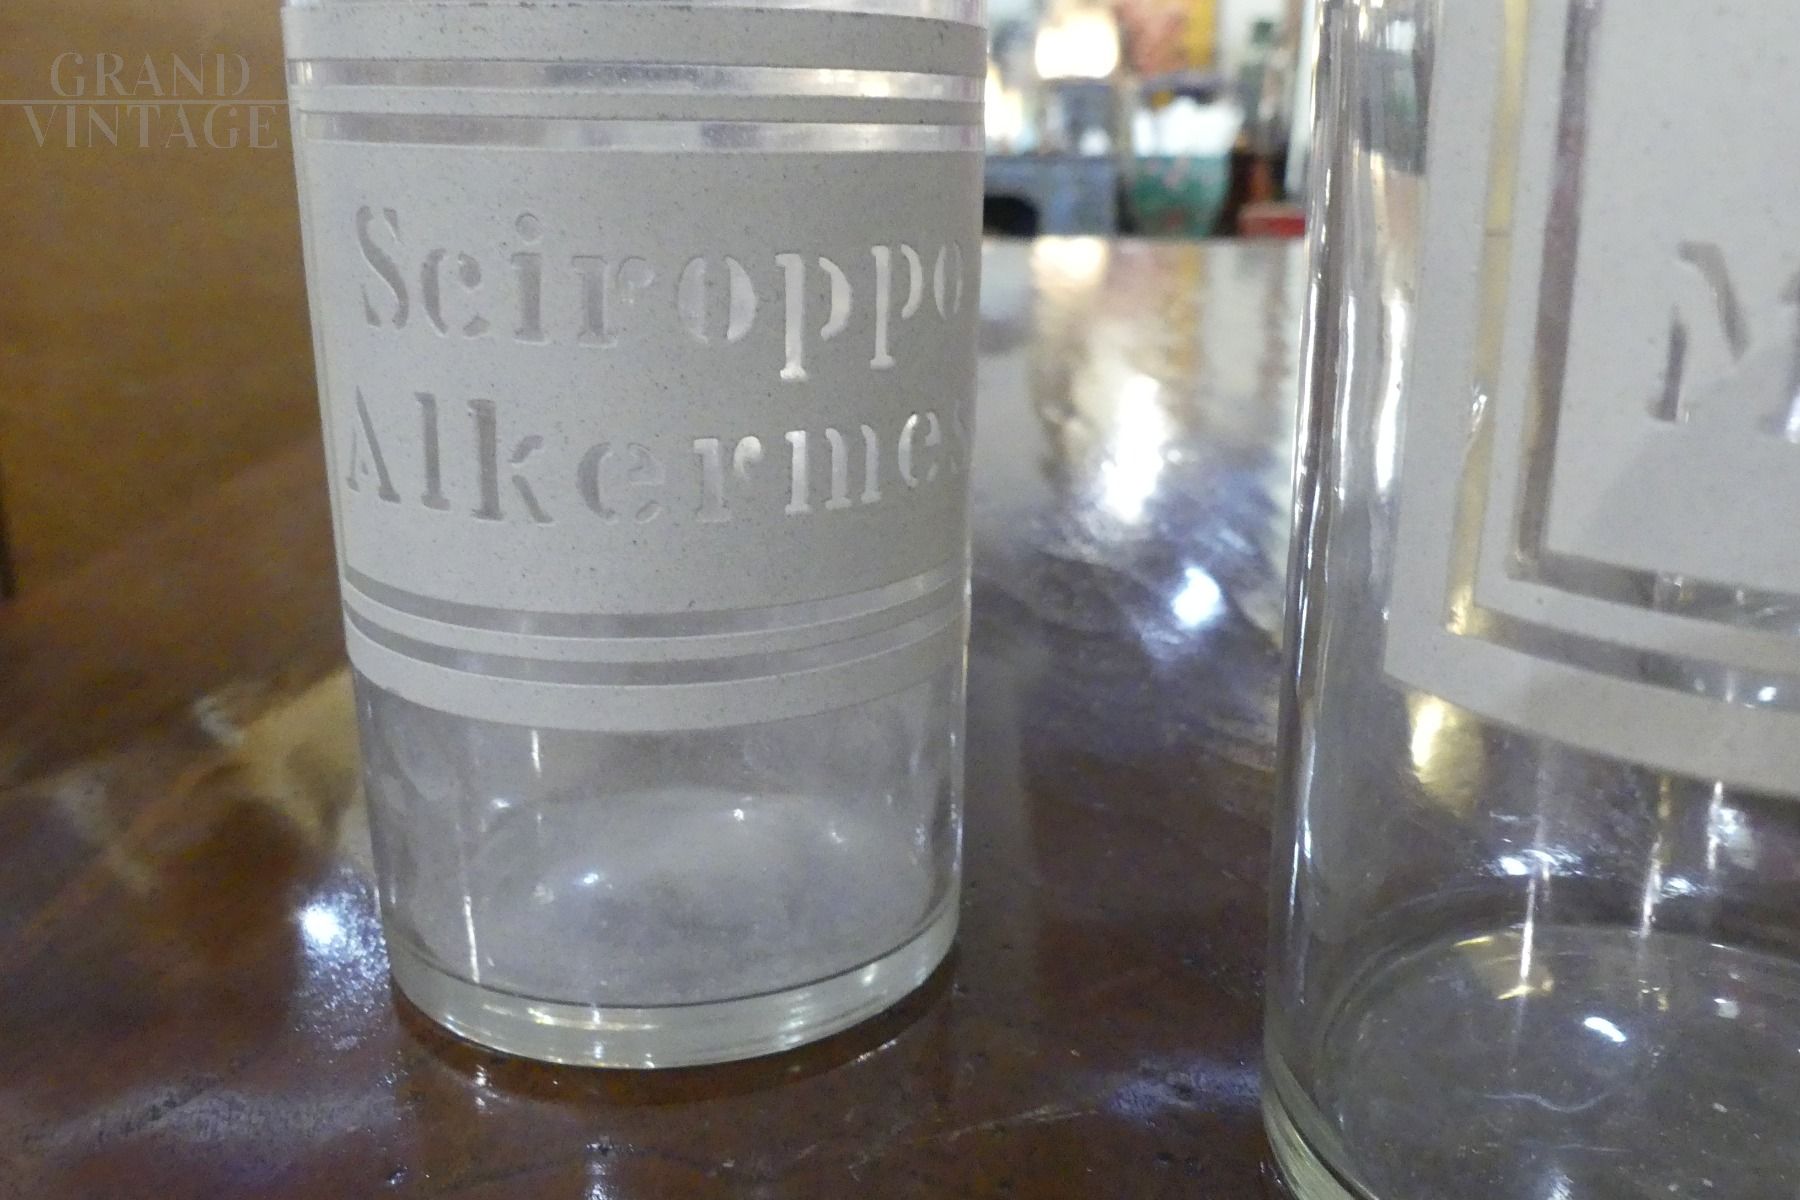 GRAND
VINTAGE
Sciroppo
Alkermes